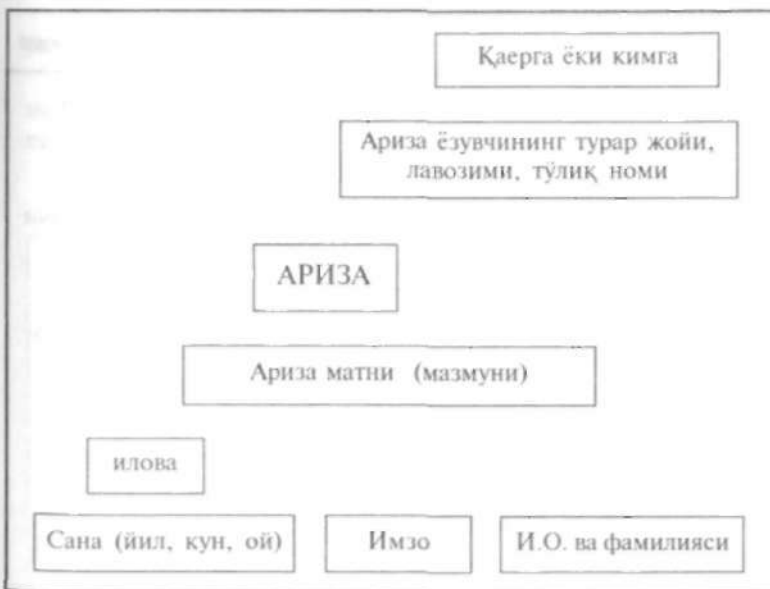 Қаерга ёки кимга
Ариза ёзувчининг турар жойи,
лавозими, тўлиқ номи
АРИЗА
Ариза матни (мазмуни)
илова
Сана (йил, кун, ой)
Имзо
И.О. ва фамилияси